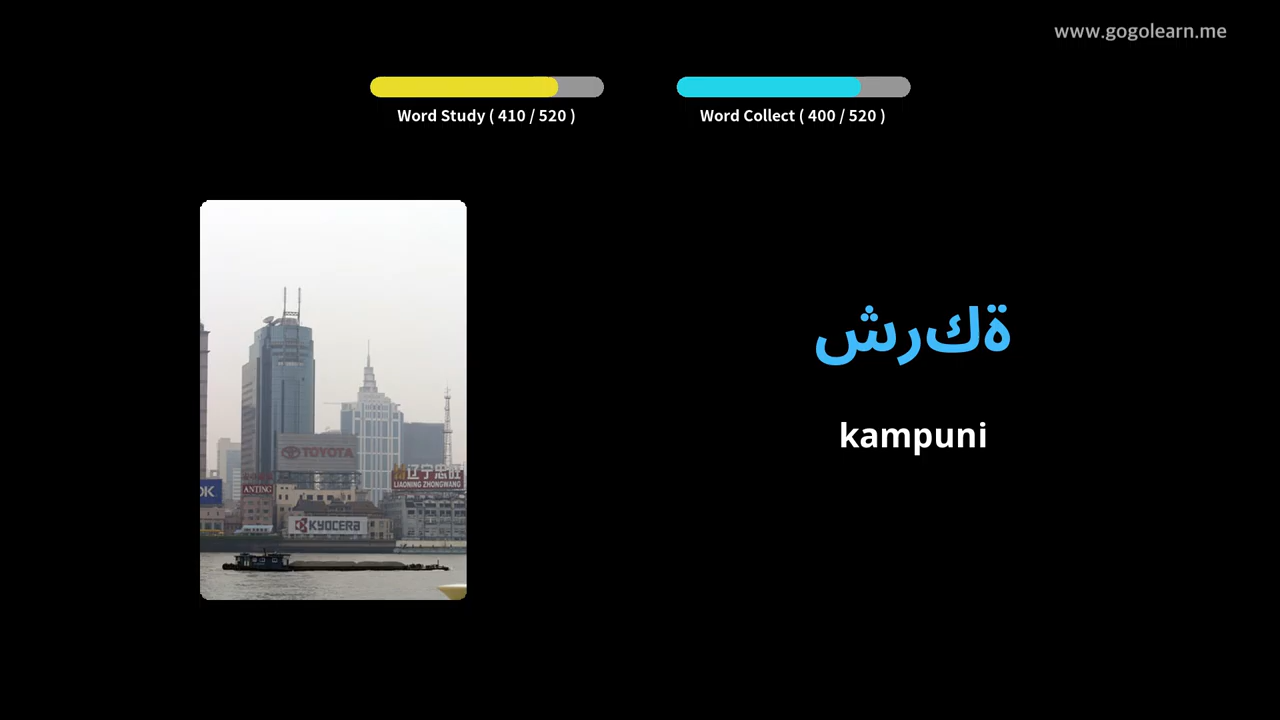 www.gogolearn.me
Word Study ( 410 / 520 )
Word Collect ( 400 / 520 )
شركة
kampuni
TOYOTA
辽宁忠旺
LIAONING ZHONGWANG
ANTING
KYOCERA